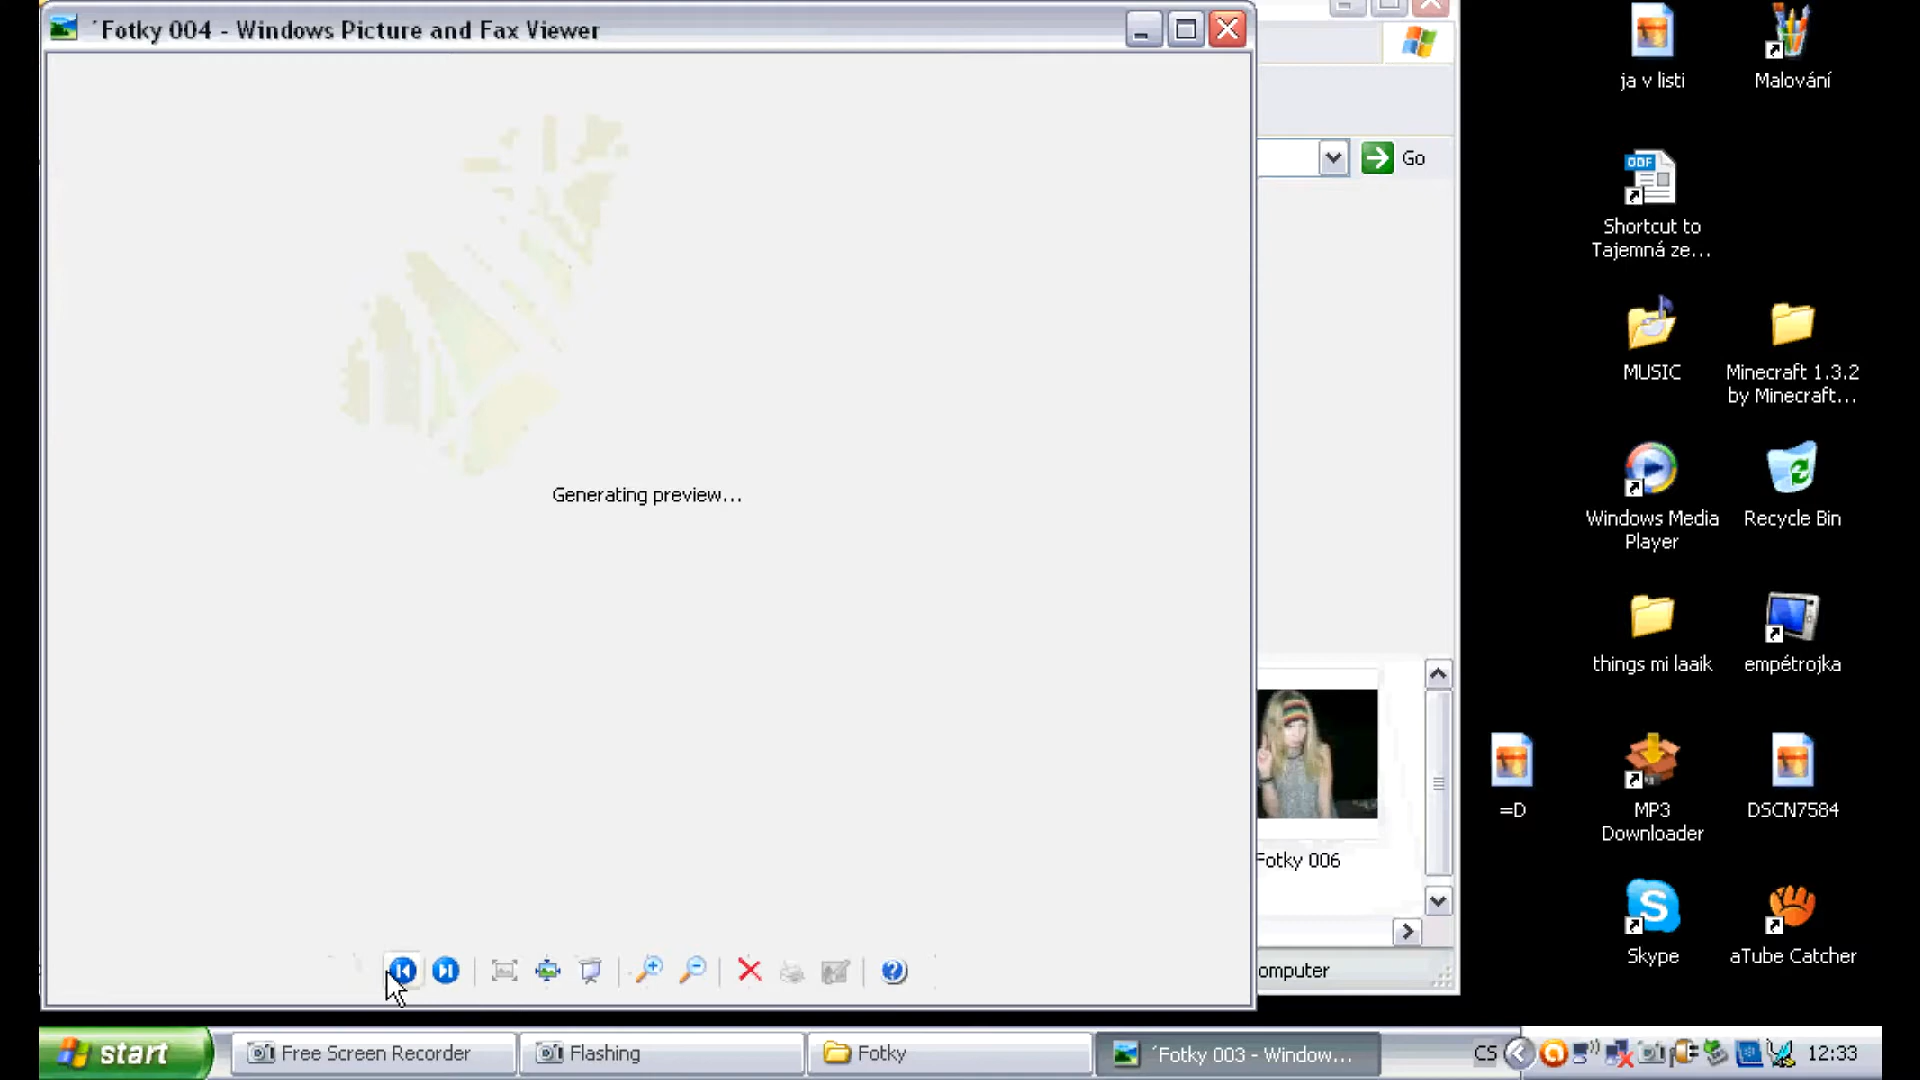 ´Fotky 004 - Windows Picture and Fax Viewer
Generating preview...
Go
Fotky 006
omputer
ja v listi
Malování
ODF
Shortcut to
Tajemná ze...
MUSIC
Minecraft 1.3.2
by Minecraft...
Windows Media
Player
Recycle Bin
things mi laaik
empétrojka
=D
MP3
Downloader
DSCN7584
Skype
aTube Catcher
start
Free Screen Recorder
Flashing
Fotky
´Fotky 003 - Window...
CS
12:33